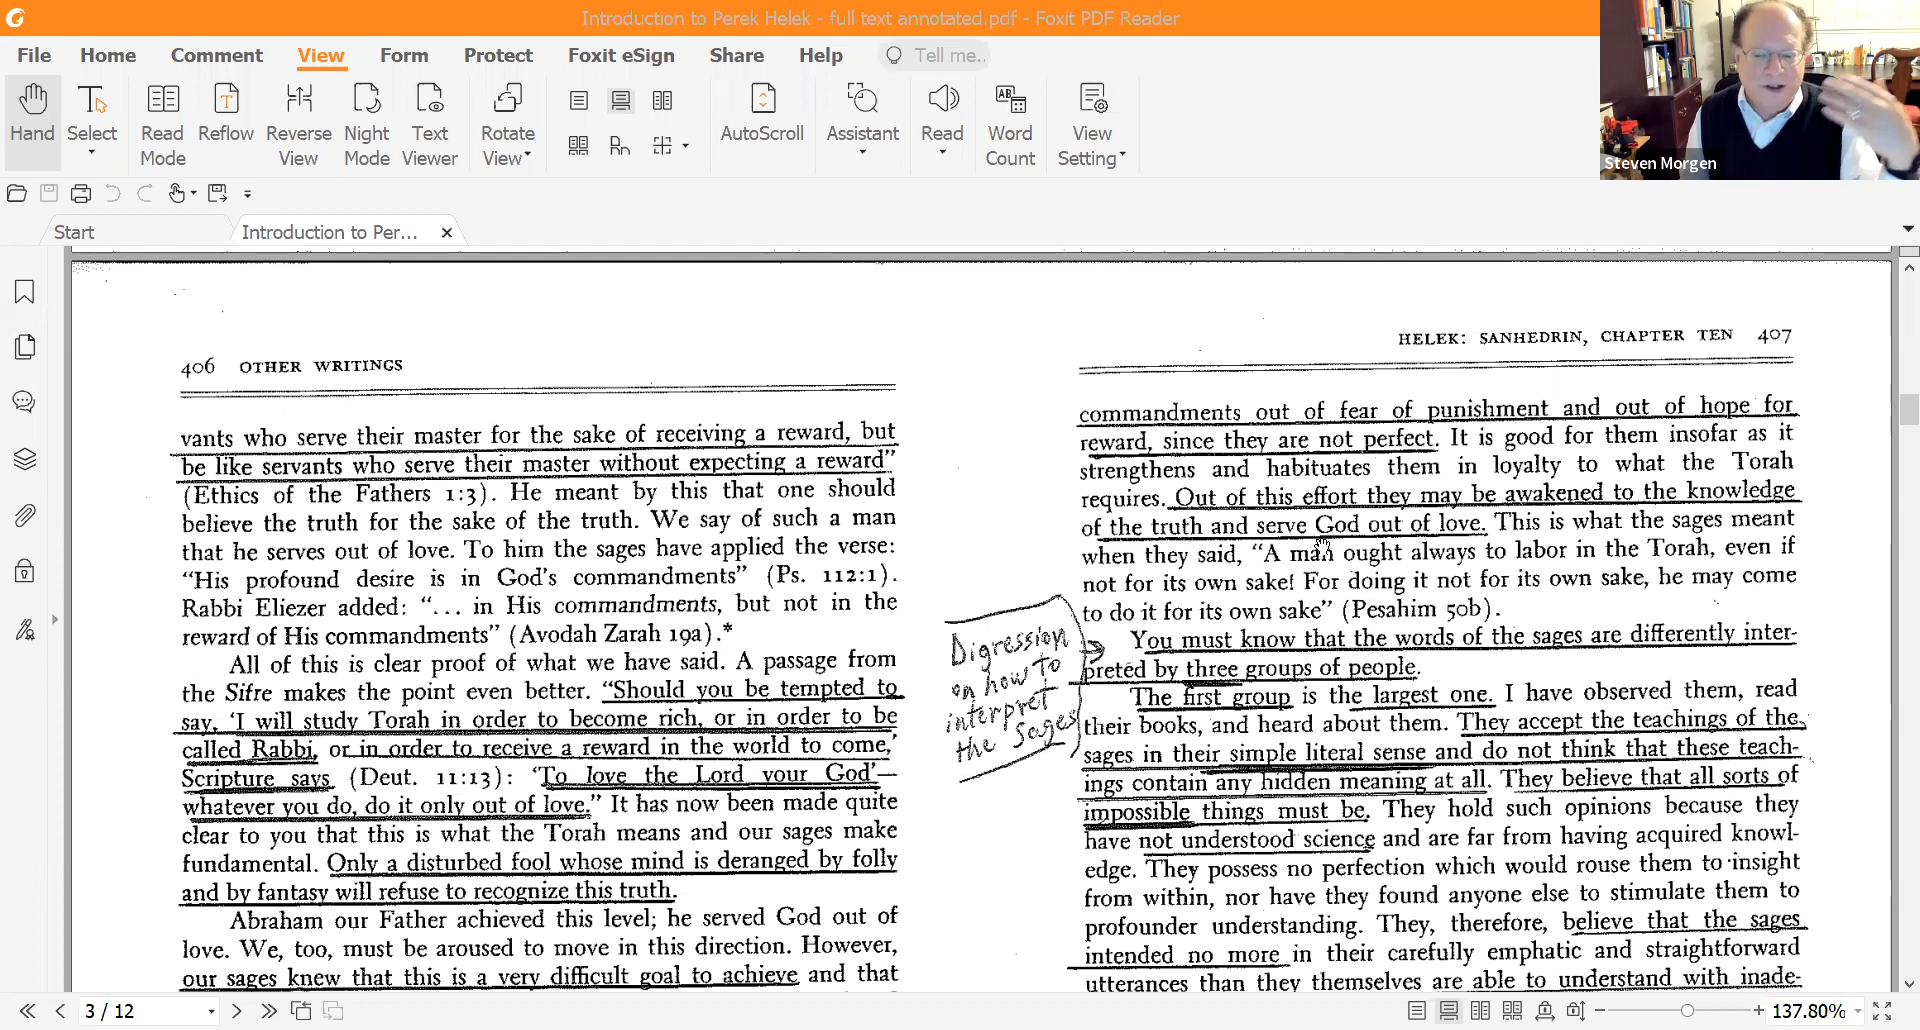 Introduction to Perek Helek - full text annotated.pdf - Foxit PDF Reader
File Home Comment View Form Protect Foxit eSign Share Help Tell me..
Hand Select Read Mode Reflow Reverse View Night Mode Text Viewer Rotate View AutoScroll Assistant Read Word Count View Setting
Steven Morgen
Start Introduction to Per...
406 OTHER WRITINGS
vants who serve their master for the sake of receiving a reward, but
be like servants who serve their master without expecting a reward"
(Ethics of the Fathers 1:3). He meant by this that one should
believe the truth for the sake of the truth. We say of such a man
that he serves out of love. To him the sages have applied the verse:
"His profound desire is in God's commandments" (Ps. 112:1).
Rabbi Eliezer added: "... in His commandments, but not in the
reward of His commandments" (Avodah Zarah 19a).*
All of this is clear proof of what we have said. A passage from
the Sifre makes the point even better. "Should you be tempted to
say, 'I will study Torah in order to become rich, or in order to be
called Rabbi, or in order to receive a reward in the world to come,'
Scripture says (Deut. 11:13): 'To love the Lord your God'—
whatever you do, do it only out of love." It has now been made quite
clear to you that this is what the Torah means and our sages make
fundamental. Only a disturbed fool whose mind is deranged by folly
and by fantasy will refuse to recognize this truth.
Abraham our Father achieved this level; he served God out of
love. We, too, must be aroused to move in this direction. However,
our sages knew that this is a very difficult goal to achieve and that
HELEK: SANHEDRIN, CHAPTER TEN 407
commandments out of fear of punishment and out of hope for
reward, since they are not perfect. It is good for them insofar as it
strengthens and habituates them in loyalty to what the Torah
requires. Out of this effort they may be awakened to the knowledge
of the truth and serve God out of love. This is what the sages meant
when they said, "A man ought always to labor in the Torah, even if
not for its own sake! For doing it not for its own sake, he may come
to do it for its own sake" (Pesahim 50b).
You must know that the words of the sages are differently inter-
preted by three groups of people.
The first group is the largest one. I have observed them, read
their books, and heard about them. They accept the teachings of the
sages in their simple literal sense and do not think that these teach-
ings contain any hidden meaning at all. They believe that all sorts of
impossible things must be. They hold such opinions because they
have not understood science and are far from having acquired knowl-
edge. They possess no perfection which would rouse them to insight
from within, nor have they found anyone else to stimulate them to
profounder understanding. They, therefore, believe that the sages
intended no more in their carefully emphatic and straightforward
utterances than they themselves are able to understand with inade-
Digression
on how to
interpret
the Sages
3 / 12
137.80%